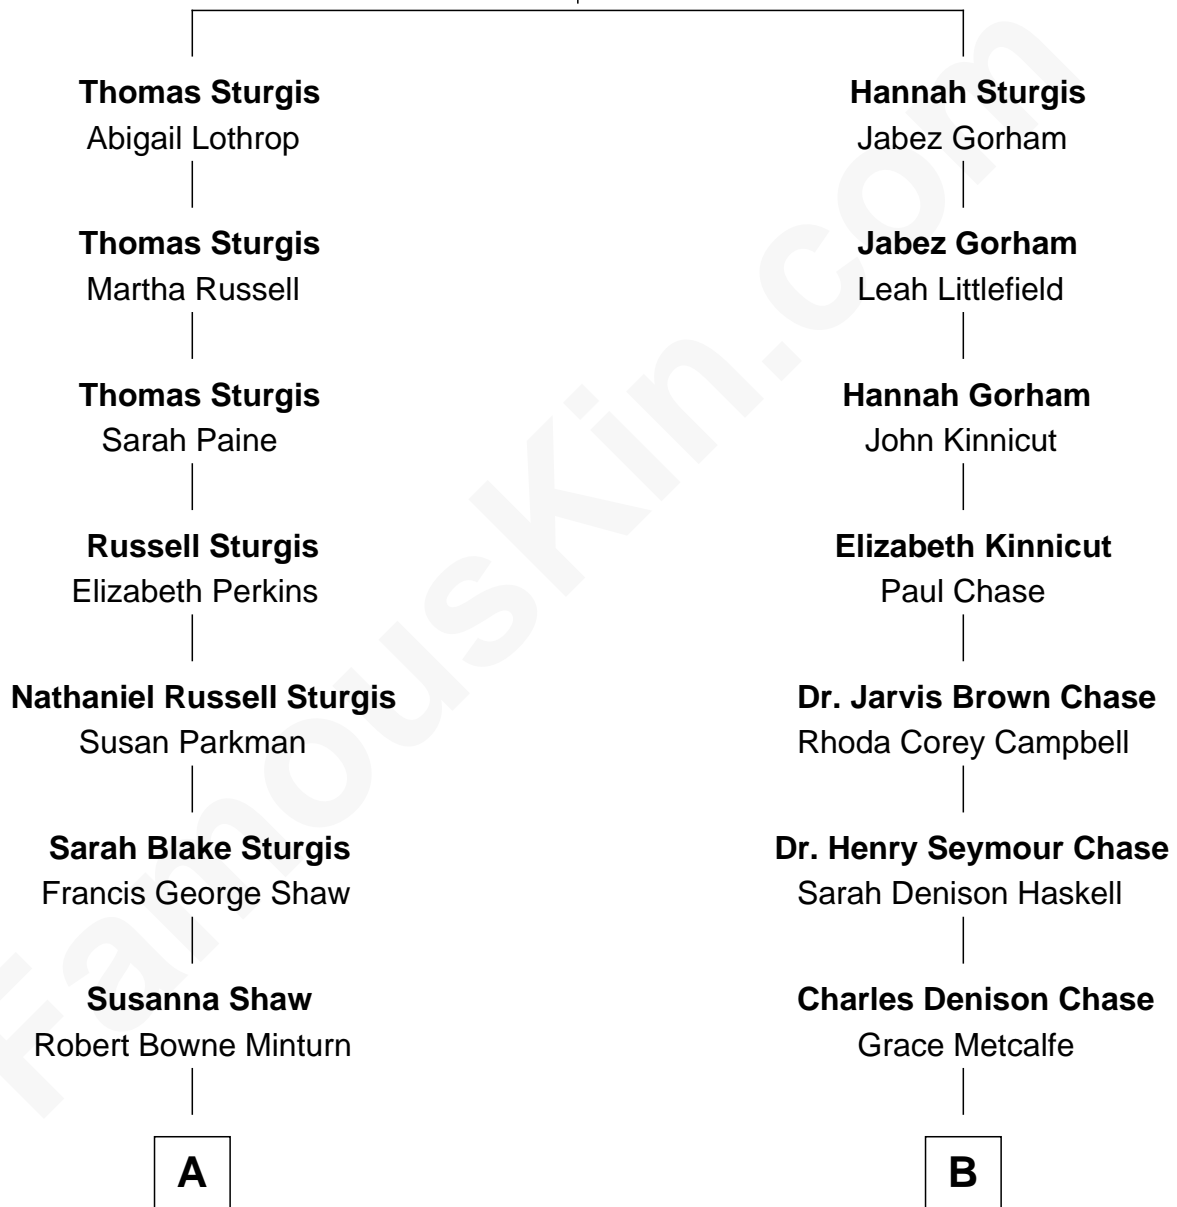 Thomas Sturgis
Abigail Lothrop
Thomas Sturgis
Martha Russell
Thomas Sturgis
Sarah Paine
Russell Sturgis
Elizabeth Perkins
Nathaniel Russell Sturgis
Susan Parkman
Sarah Blake Sturgis
Francis George Shaw
Susanna Shaw
Robert Bowne Minturn
A
Hannah Sturgis
Jabez Gorham
Jabez Gorham
Leah Littlefield
Hannah Gorham
John Kinnicut
Elizabeth Kinnicut
Paul Chase
Dr. Jarvis Brown Chase
Rhoda Corey Campbell
Dr. Henry Seymour Chase
Sarah Denison Haskell
Charles Denison Chase
Grace Metcalfe
B
FamousKin.com